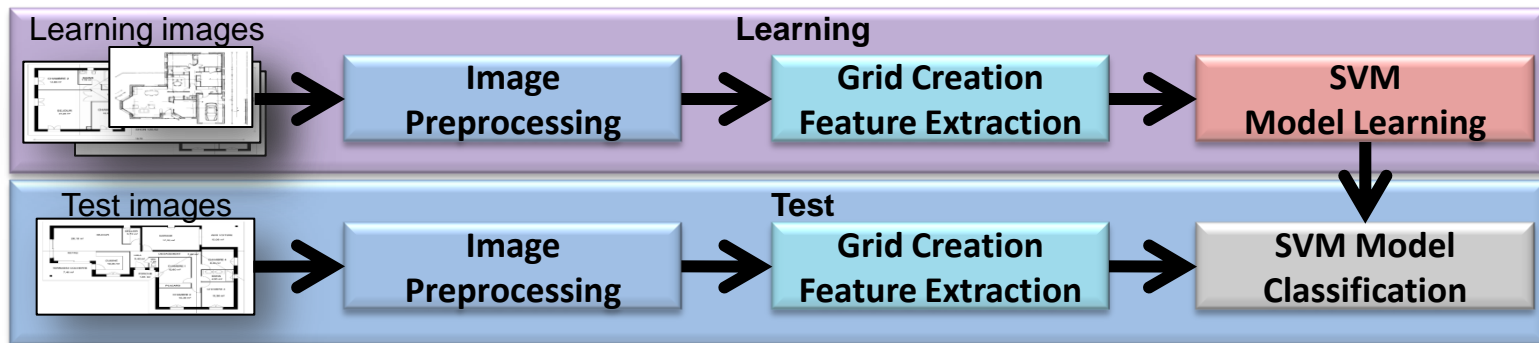 Learning images
Learning
Image
Preprocessing
Grid Creation
Feature Extraction
SVM
Model Learning
Test images
Test
Image
Preprocessing
Grid Creation
Feature Extraction
SVM Model
Classification